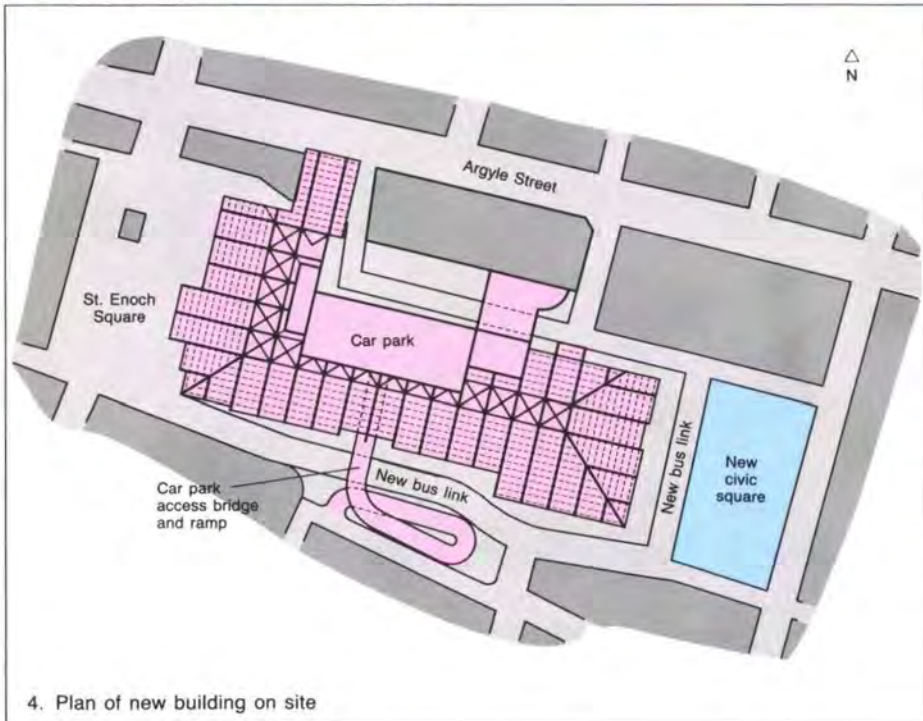 N
Argyle Street
St. Enoch
Square
Car park
Car park
access bridge
and ramp
New bus link
New bus link
New
civic
square
4. Plan of new building on site